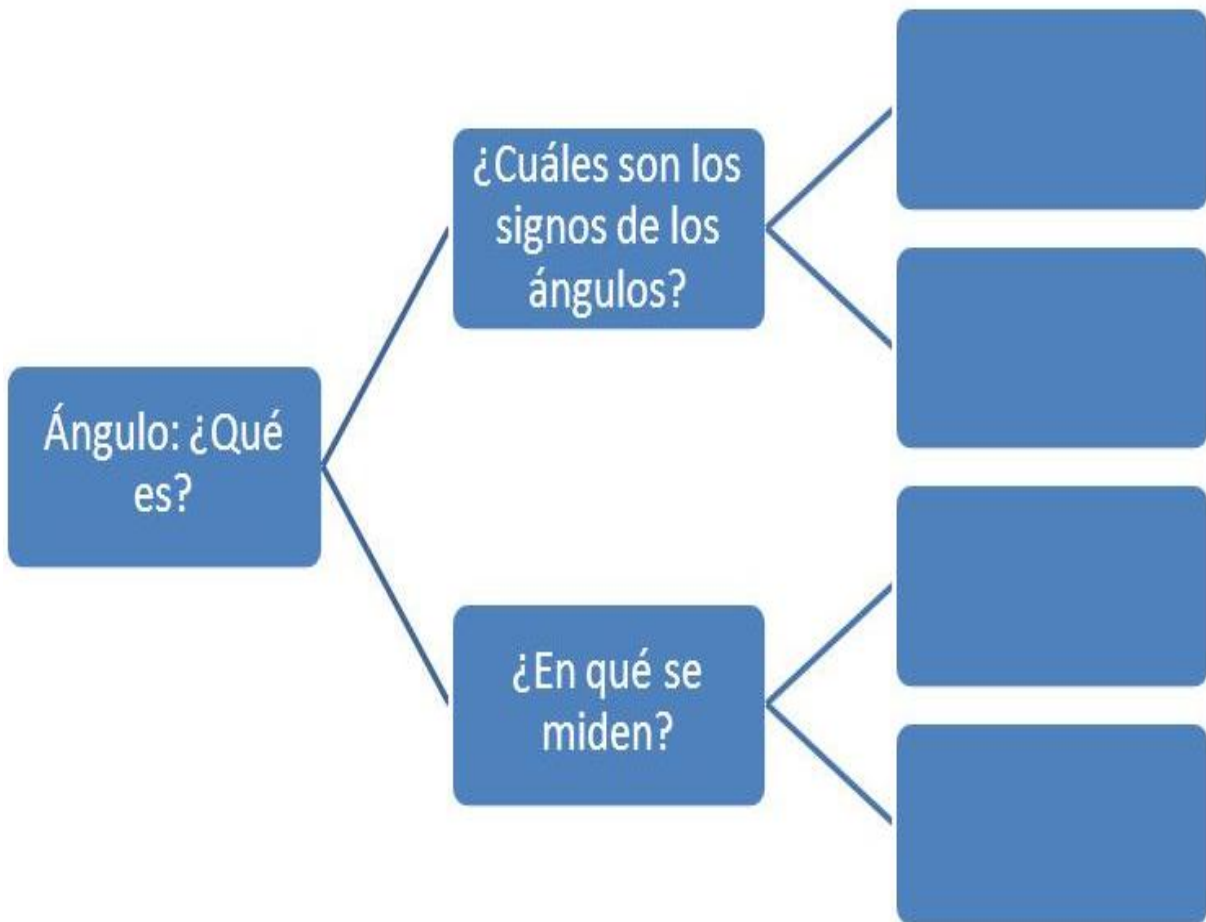 Ángulo: ¿Qué
es?
¿Cuáles son los
signos de los
ángulos?
¿En qué se
miden?